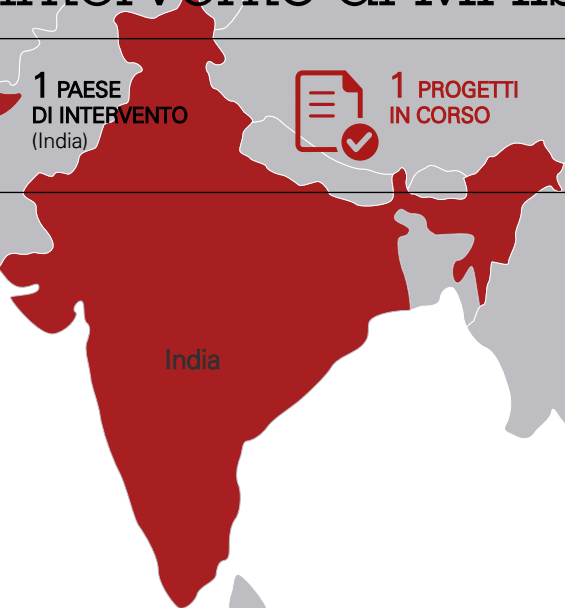 1 PAESE
DI INTERVENTO
(India)
1 PROGETTI
IN CORSO
India